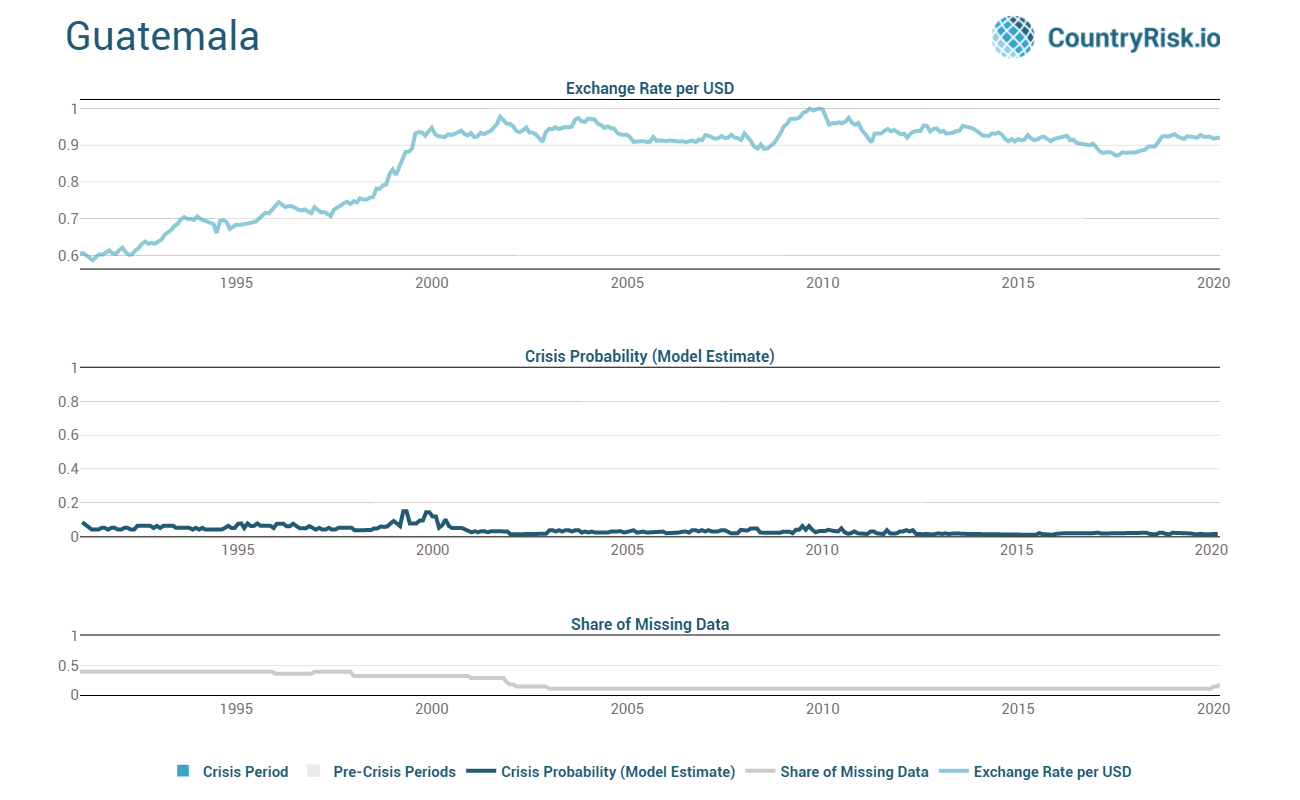 Guatemala
CountryRisk.io
Exchange Rate per USD
1
0.9
0.8
0.7
0.6
1995 2000 2005 2010 2015 2020
Crisis Probability (Model Estimate)
1
0.8
0.6
0.4
0.2
0
1995 2000 2005 2010 2015 2020
Share of Missing Data
1
0.5
0
1995 2000 2005 2010 2015 2020
Crisis Period Pre-Crisis Periods Crisis Probability (Model Estimate) Share of Missing Data Exchange Rate per USD